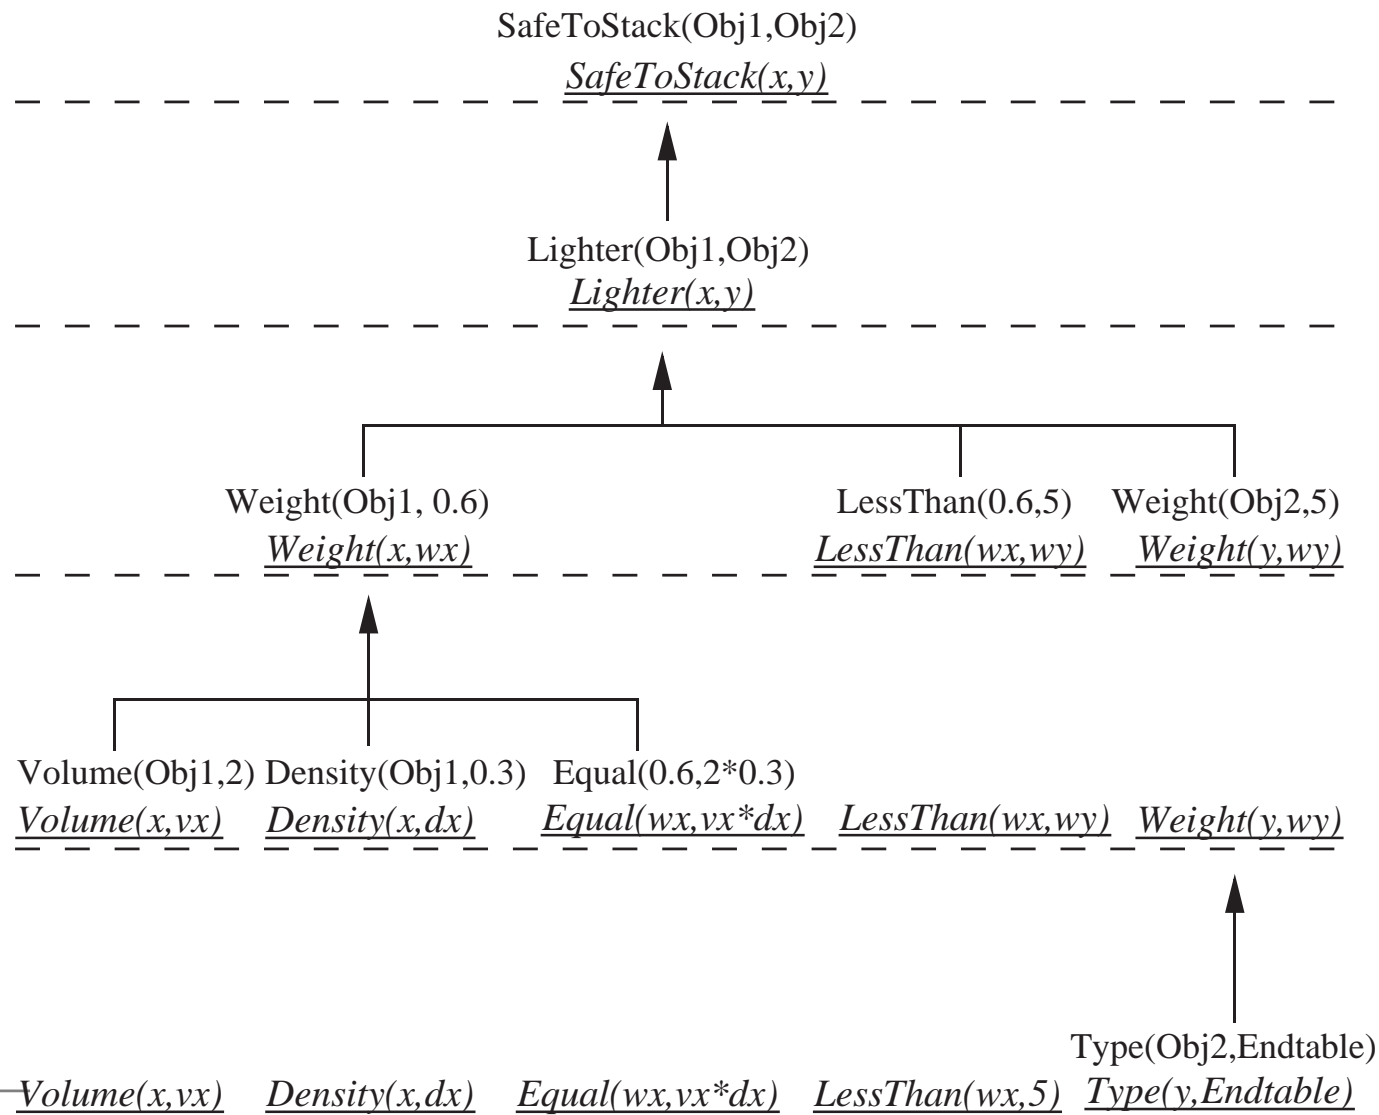 SafeToStack(Obj1,Obj2)
SafeToStack(x,y)
Lighter(Obj1,Obj2)
Lighter(x,y)
Weight(Obj1, 0.6) LessThan(0.6,5) Weight(Obj2,5)
Weight(x,wx) LessThan(wx,wy) Weight(y,wy)
Volume(Obj1,2) Density(Obj1,0.3) Equal(0.6,2*0.3)
Volume(x,vx) Density(x,dx) Equal(wx,vx*dx) LessThan(wx,wy) Weight(y,wy)
Type(Obj2,Endtable)
Volume(x,vx) Density(x,dx) Equal(wx,vx*dx) LessThan(wx,5) Type(y,Endtable)